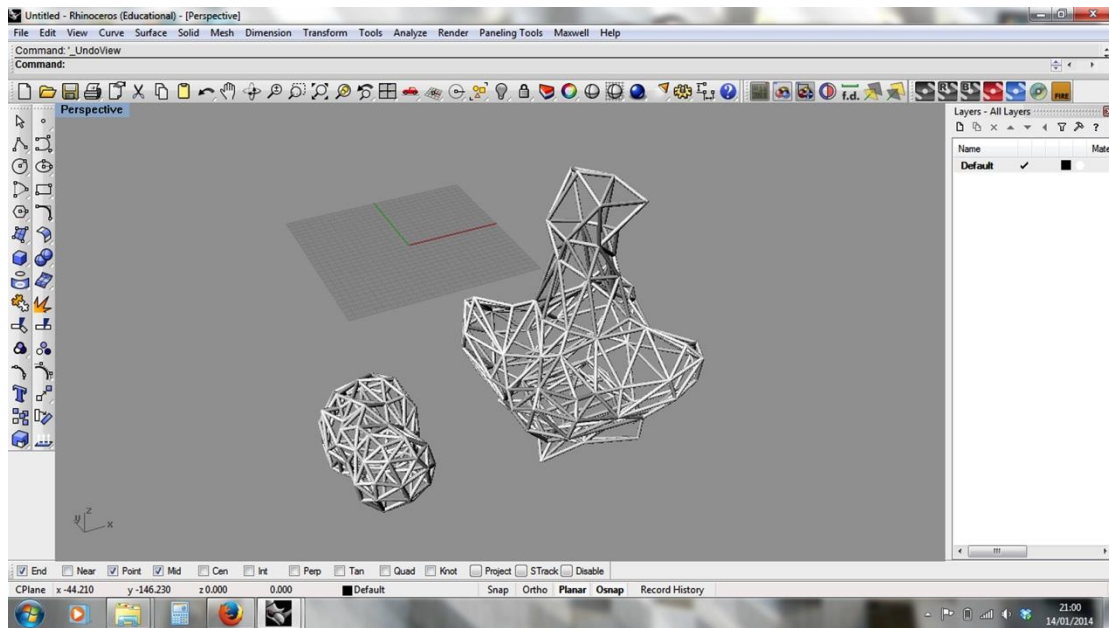 Untitled - Rhinoceros (Educational) - [Perspective]
File Edit View Curve Surface Solid Mesh Dimension Transform Tools Analyze Render Paneling Tools Maxwell Help
Command: '_UndoView
Command:
f.d.
FIRE
Perspective
Layers - All Layers
Name Mate
Default
z
y
x
End Near Point Mid Cen Int Perp Tan Quad Knot Project STrack Disable
CPlane x -44.210 y -146.230 z 0.000 0.000 Default Snap Ortho Planar Osnap Record History
21:00
14/01/2014